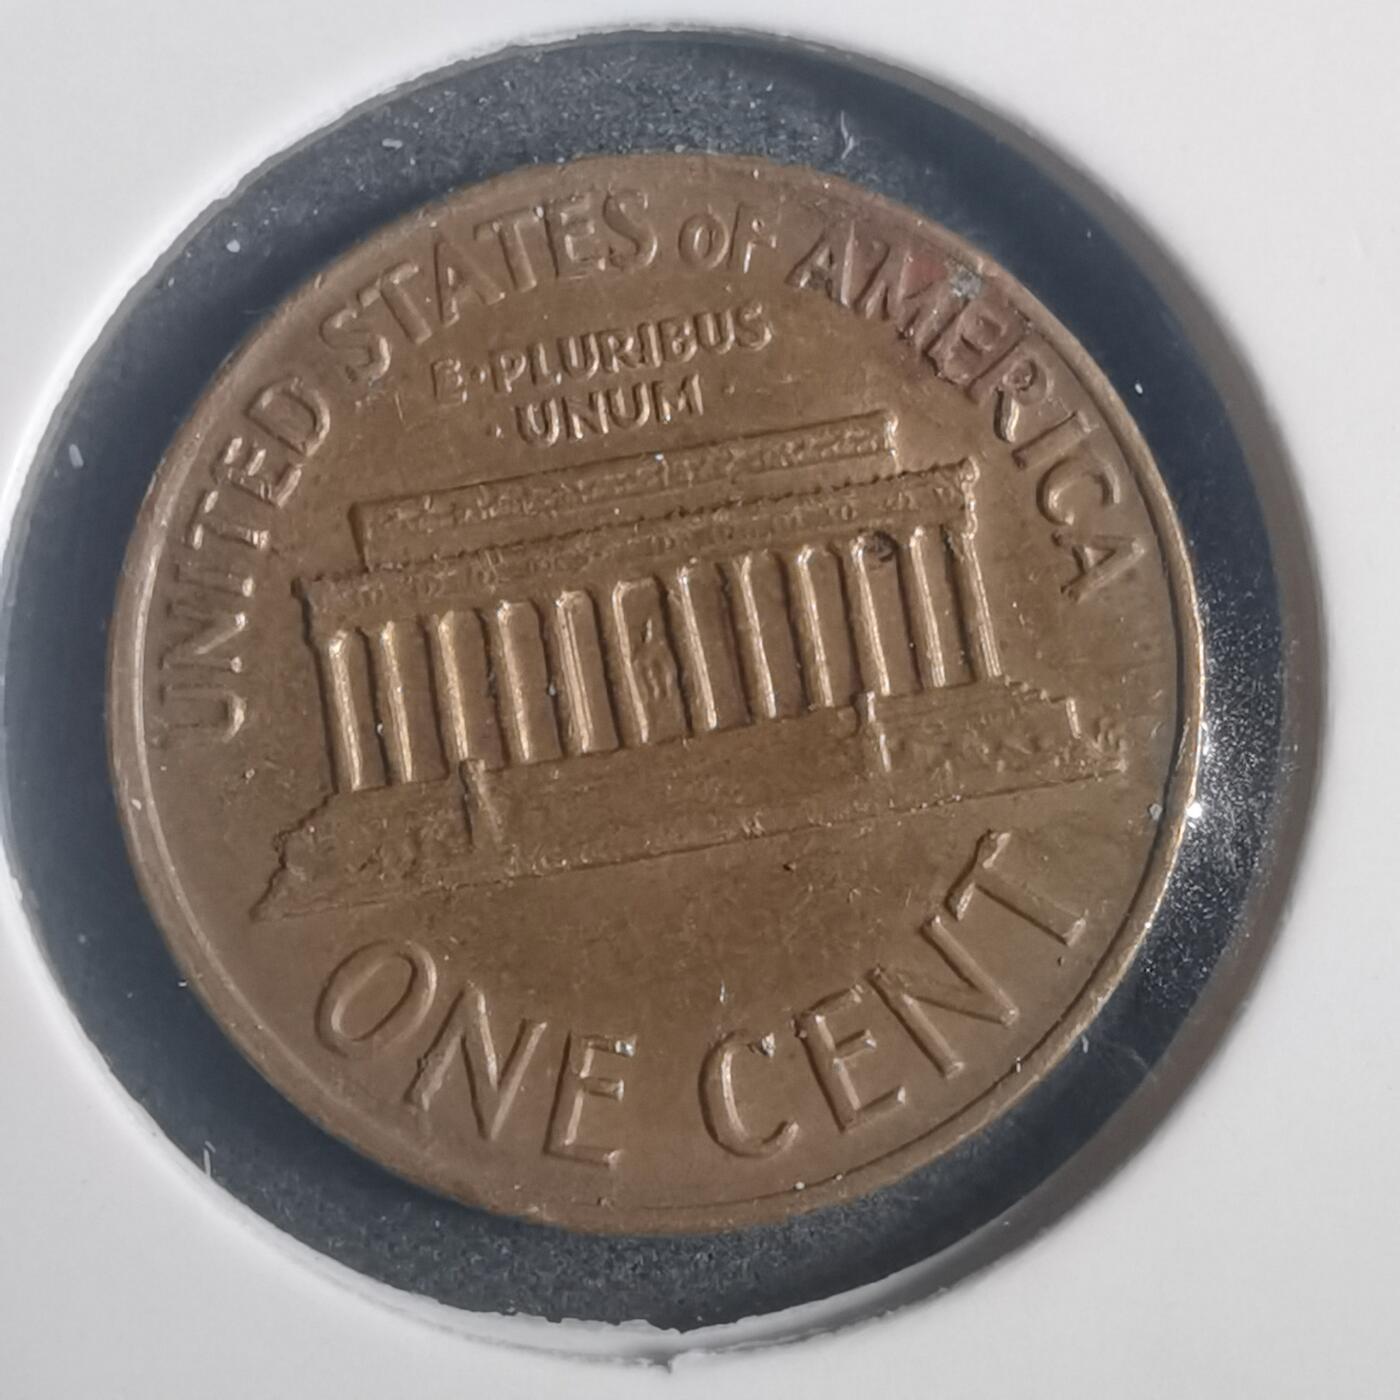 UNITED STATES OF AMERICA
E·PLURIBUS
·UNUM·
ONE CENT